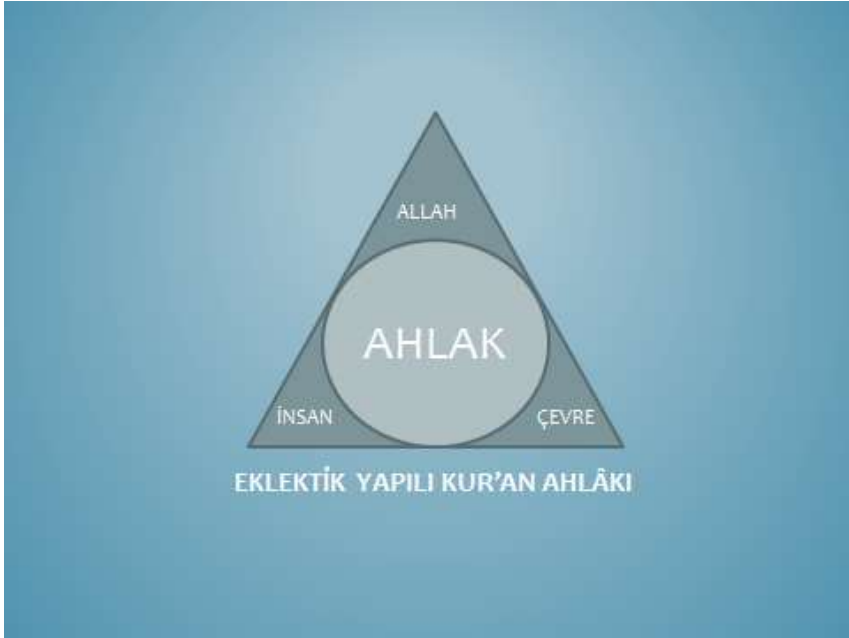 ALLAH
AHLAK
İNSAN
ÇEVRE
EKLEKTİK YAPILI KUR'AN AHLÂKI